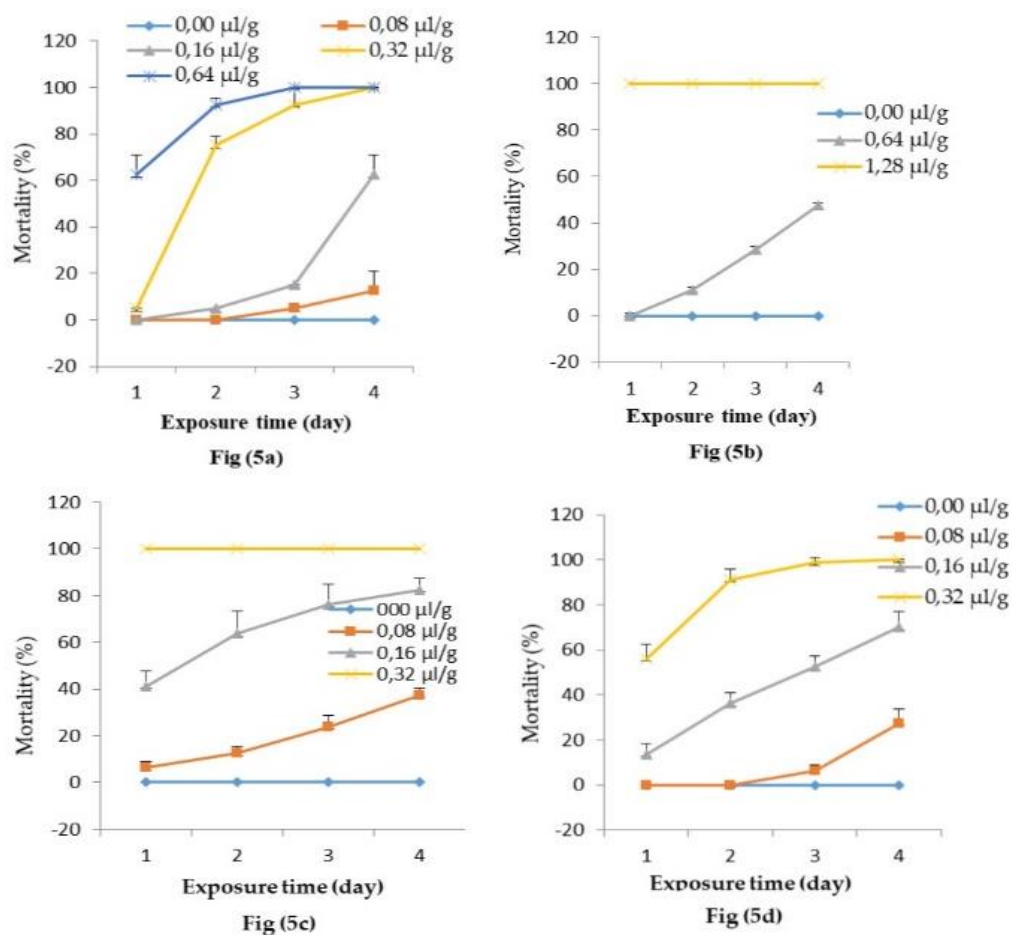 0,00 µl/g 0,08 µl/g
0,16 µl/g 0,32 µl/g
0,64 µl/g
120
100
80
60
40
20
0
-20
Mortality (%)
1 2 3 4
Exposure time (day)
Fig (5a)
120
100
80
60
40
20
0
-20
Mortality (%)
0,00 µl/g
0,64 µl/g
1,28 µl/g
1 2 3 4
Exposure time (day)
Fig (5b)
120
100
80
60
40
20
0
-20
Mortality (%)
000 µl/g
0,08 µl/g
0,16 µl/g
0,32 µl/g
1 2 3 4
Exposure time (day)
Fig (5c)
120
100
80
60
40
20
0
-20
Mortality (%)
0,00 µl/g
0,08 µl/g
0,16 µl/g
0,32 µl/g
1 2 3 4
Exposure time (day)
Fig (5d)